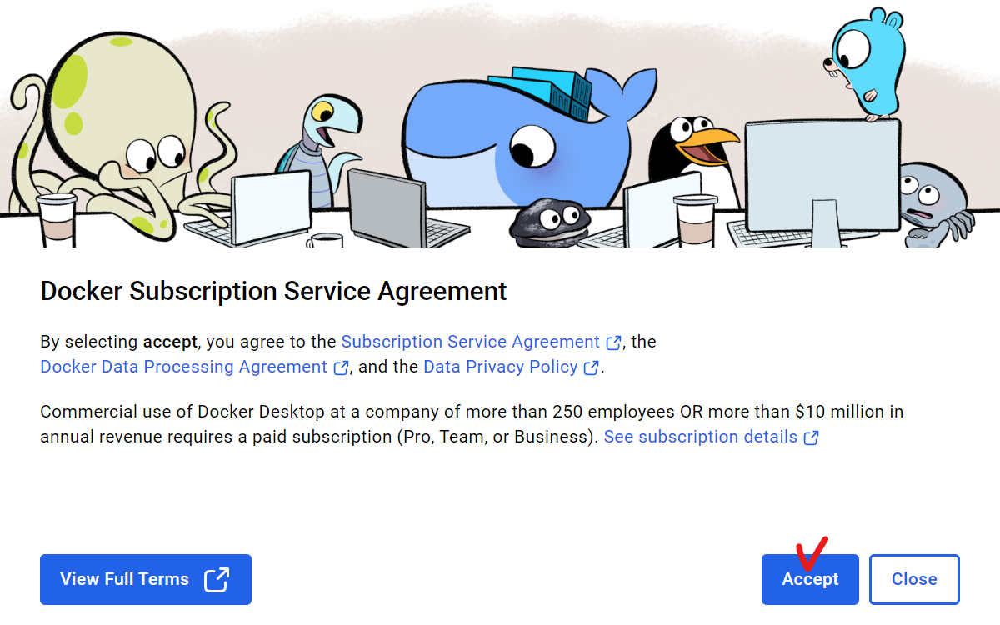 Docker Subscription Service Agreement
By selecting accept, you agree to the Subscription Service Agreement, the
Docker Data Processing Agreement, and the Data Privacy Policy.
Commercial use of Docker Desktop at a company of more than 250 employees OR more than $10 million in
annual revenue requires a paid subscription (Pro, Team, or Business). See subscription details
View Full Terms
Accept
Close